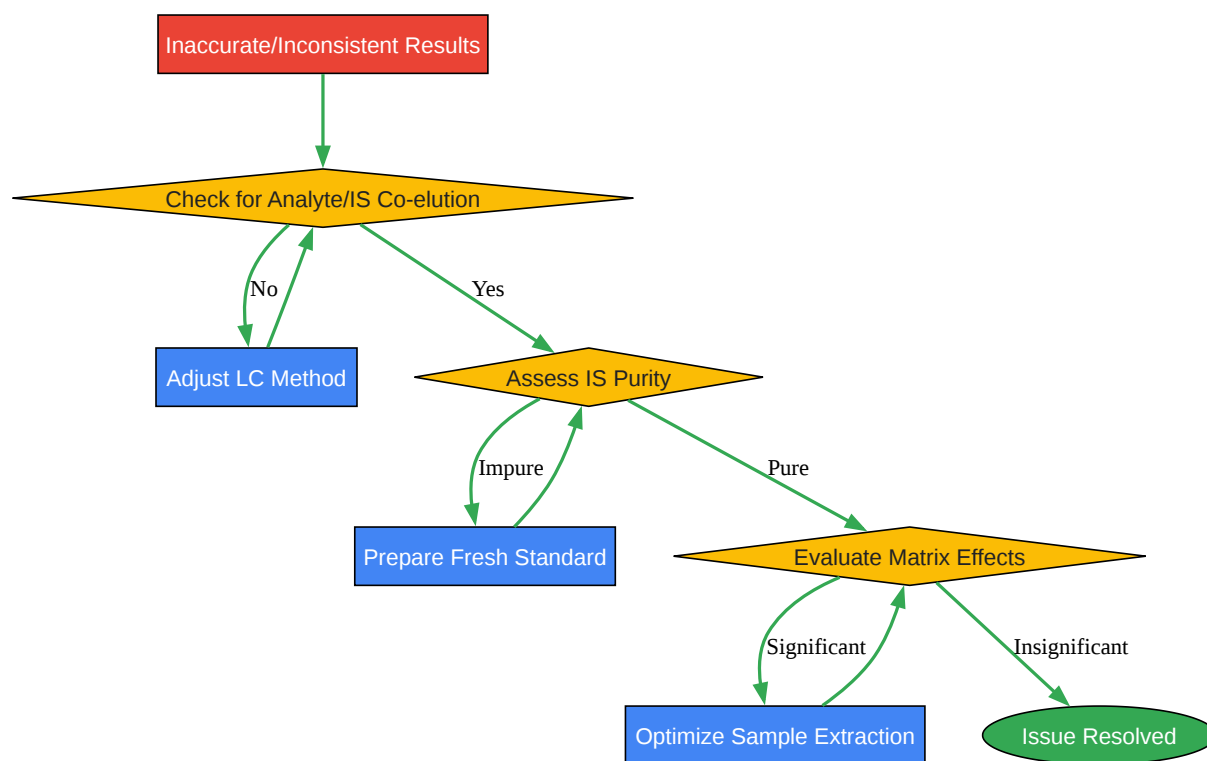 Inaccurate/Inconsistent Results
Check for Analyte/IS Co-elution
No
Yes
Adjust LC Method
Assess IS Purity
Impure
Pure
Prepare Fresh Standard
Evaluate Matrix Effects
Significant
Insignificant
Optimize Sample Extraction
Issue Resolved